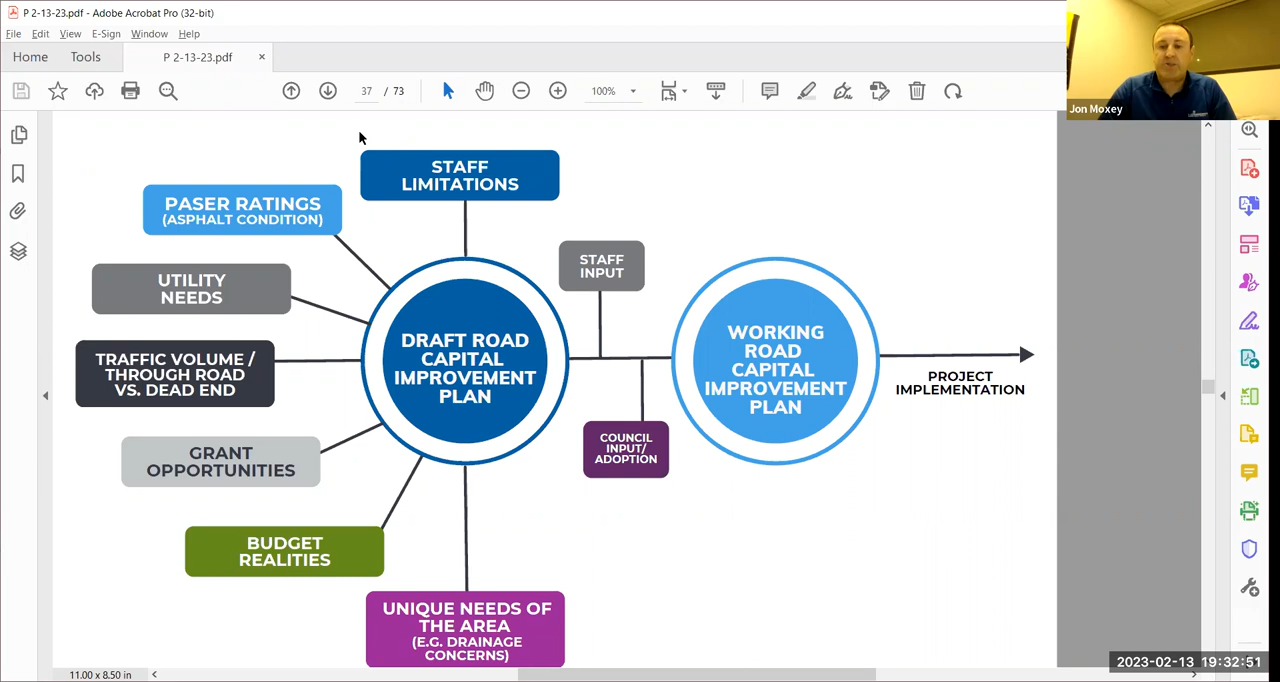 P 2-13-23.pdf - Adobe Acrobat Pro (32-bit)
File Edit View E-Sign Window Help
Home Tools P 2-13-23.pdf ×
37 / 73 100%
Jon Moxey
STAFF
LIMITATIONS
PASER RATINGS
(ASPHALT CONDITION)
UTILITY
NEEDS
TRAFFIC VOLUME /
THROUGH ROAD
VS. DEAD END
GRANT
OPPORTUNITIES
BUDGET
REALITIES
UNIQUE NEEDS OF
THE AREA
(E.G. DRAINAGE
CONCERNS)
DRAFT ROAD
CAPITAL
IMPROVEMENT
PLAN
STAFF
INPUT
COUNCIL
INPUT/
ADOPTION
WORKING
ROAD
CAPITAL
IMPROVEMENT
PLAN
PROJECT
IMPLEMENTATION
11.00 x 8.50 in
2023-02-13 19:32:51